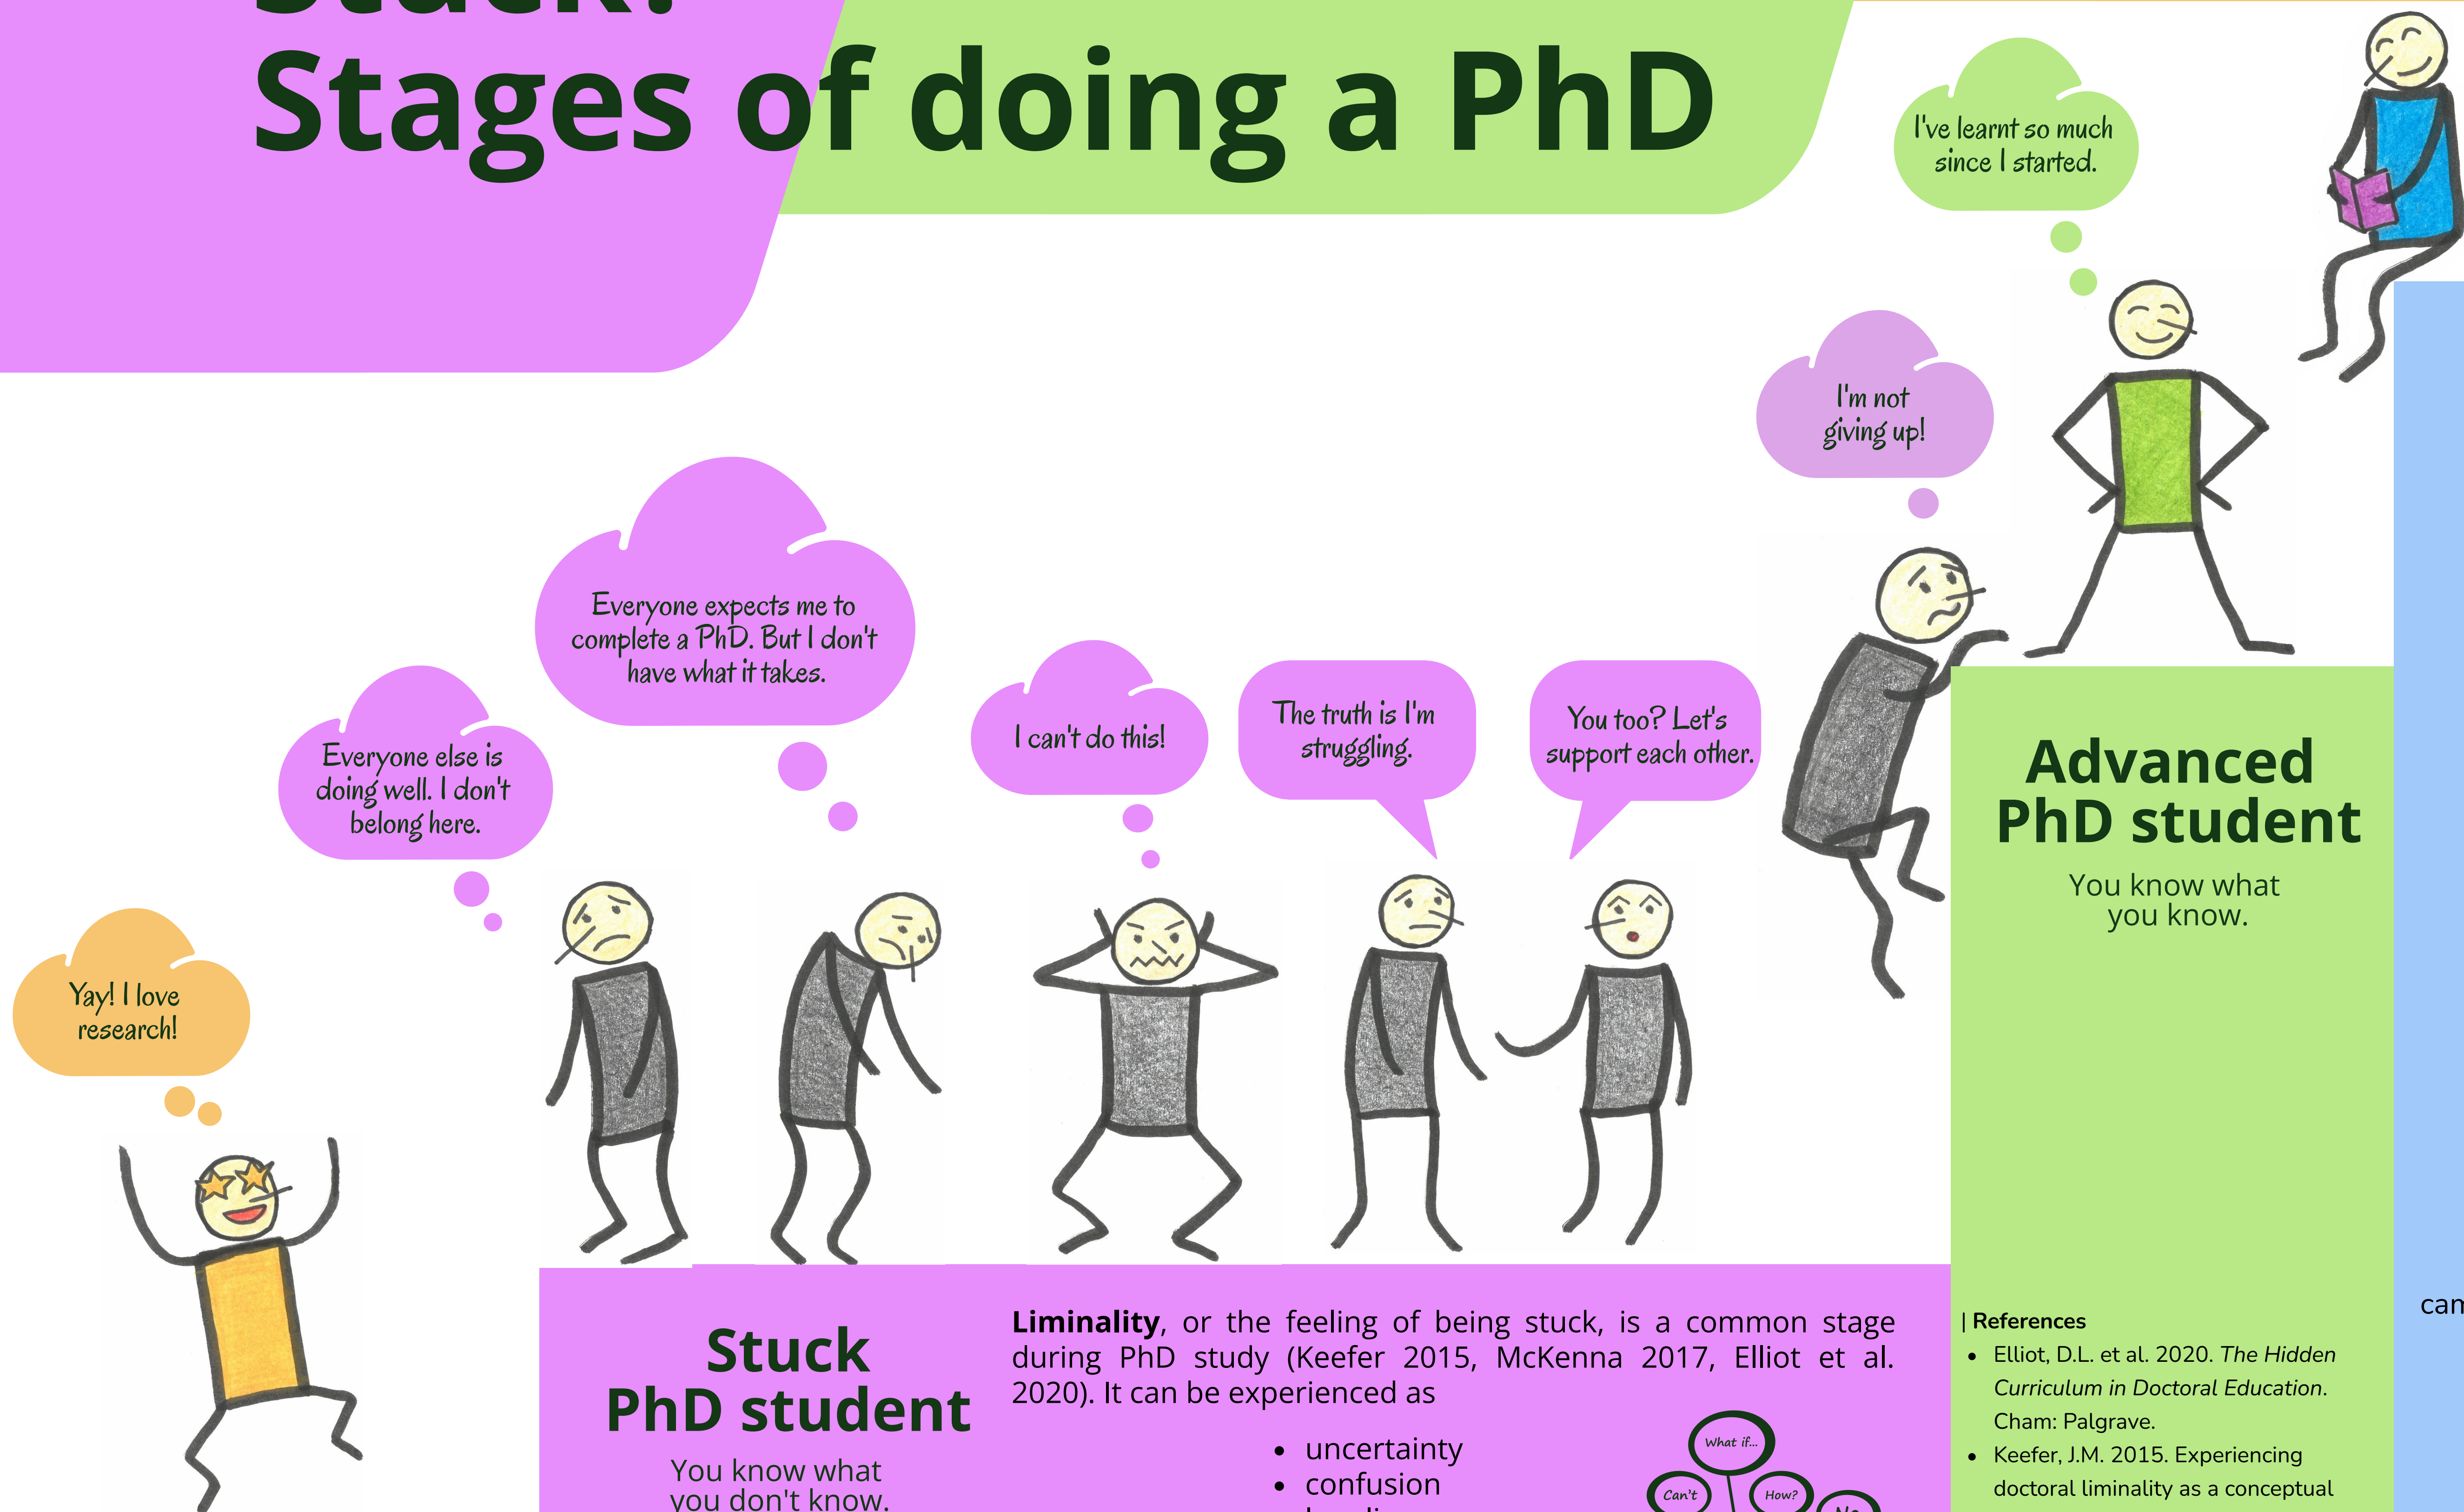 Stuck?
Stages of doing a PhD
I've learnt so much
since I started.
I'm not
giving up!
Everyone expects me to
complete a PhD. But I don't
have what it takes.
Everyone else is
doing well. I don't
belong here.
I can't do this!
The truth is I'm
struggling.
You too? Let's
support each other.
Yay! I love
research!
Advanced
PhD student
You know what
you know.
Stuck
PhD student
You know what
you don't know.
Liminality, or the feeling of being stuck, is a common stage
during PhD study (Keefer 2015, McKenna 2017, Elliot et al.
2020). It can be experienced as
• uncertainty
• confusion
What if...
Can't
How?
No
| References
• Elliot, D.L. et al. 2020. The Hidden
Curriculum in Doctoral Education.
Cham: Palgrave.
• Keefer, J.M. 2015. Experiencing
doctoral liminality as a conceptual